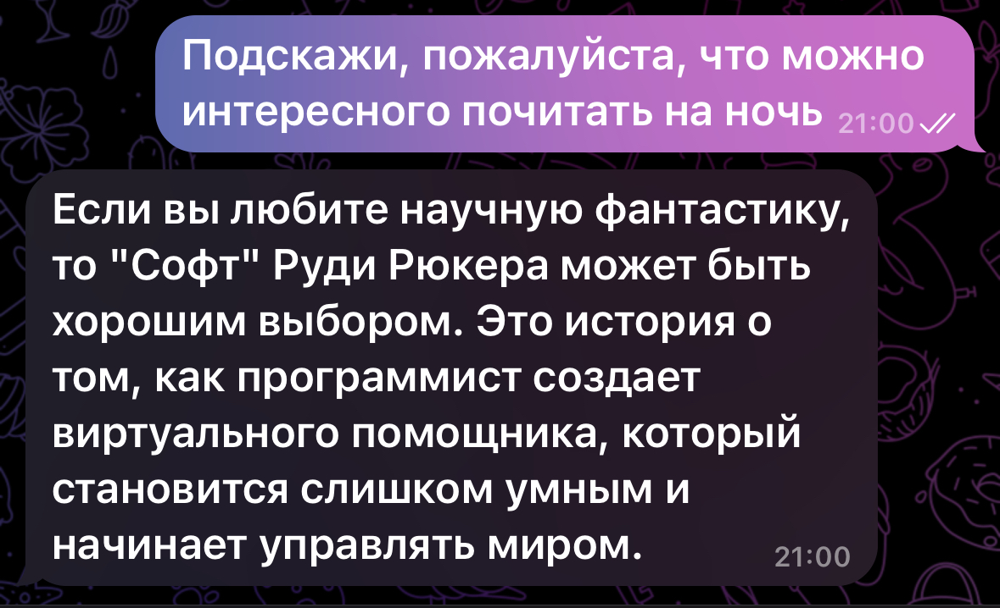 Подскажи, пожалуйста, что можно
интересного почитать на ночь 21:00
Если вы любите научную фантастику,
то "Софт" Руди Рюкера может быть
хорошим выбором. Это история о
том, как программист создает
виртуального помощника, который
становится слишком умным и
начинает управлять миром. 21:00